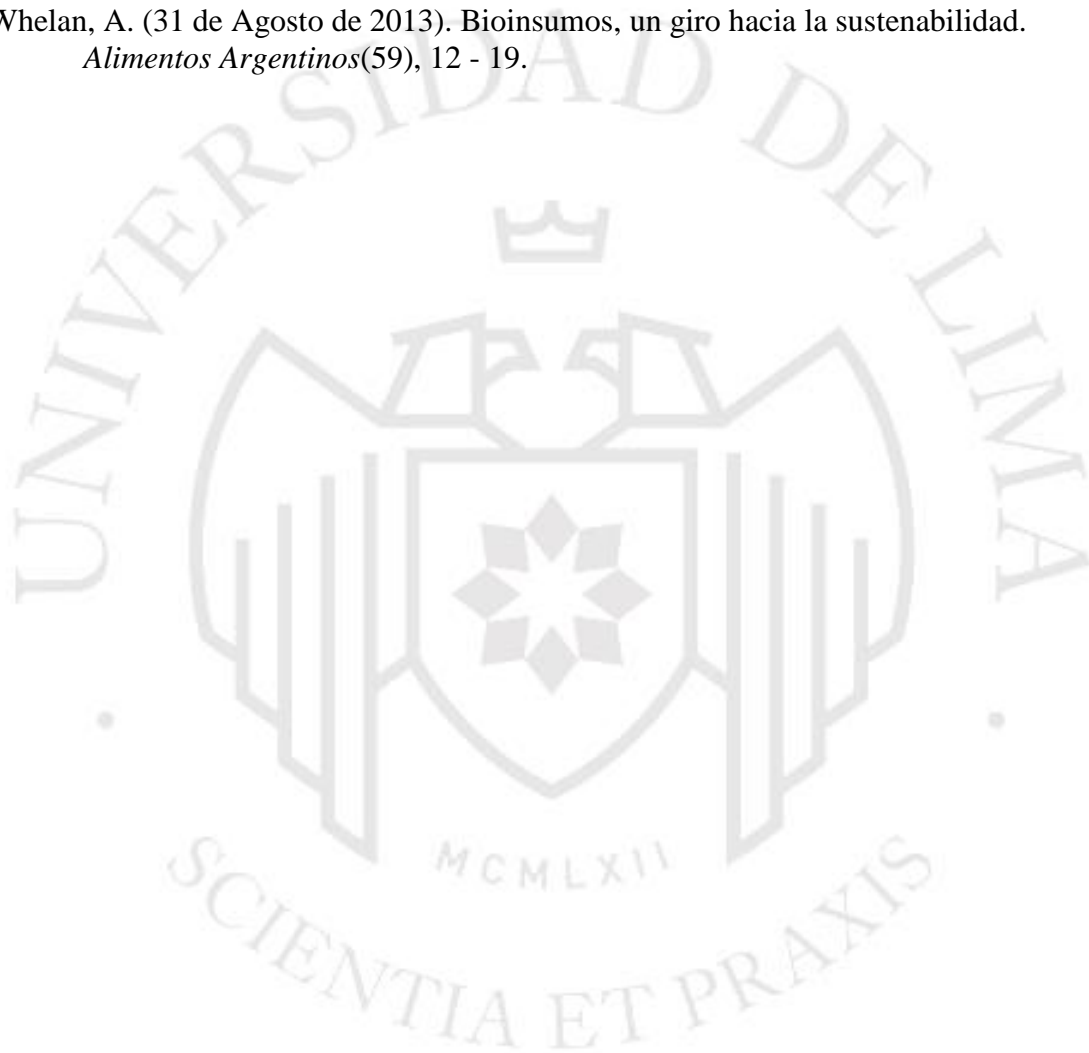 Whelan, A. (31 de Agosto de 2013). Bioinsumos, un giro hacia la sustenabilidad.
Alimentos Argentinos(59), 12 - 19.
UNIVERSIDAD DE LIMA
MCMLXII
SCIENTIA ET PRAXIS